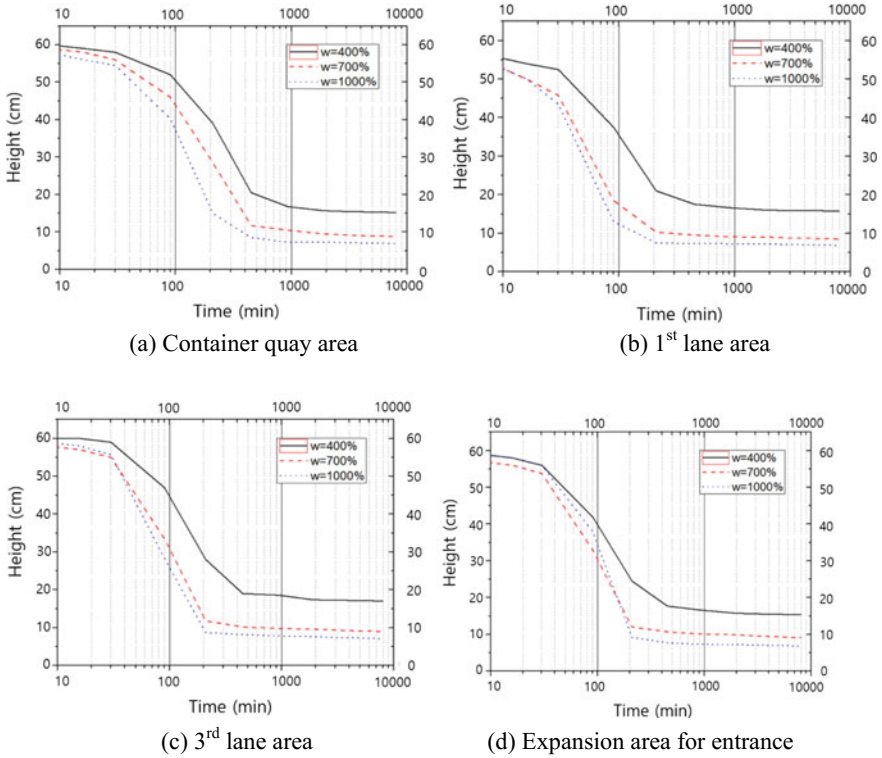 10 100 1000 10000
60 60
50 50
40 40
30 30
20 20
10 10
0 0
Height (cm)
w=400%
w=700%
w=1000%
10 100 1000 10000
Time (min)
(a) Container quay area
10 100 1000 10000
60 60
50 50
40 40
30 30
20 20
10 10
0 0
Height (cm)
w=400%
w=700%
w=1000%
10 100 1000 10000
Time (min)
(b) 1st lane area
10 100 1000 10000
60 60
50 50
40 40
30 30
20 20
10 10
0 0
Height (cm)
w=400%
w=700%
w=1000%
10 100 1000 10000
Time (min)
(c) 3rd lane area
10 100 1000 10000
60 60
50 50
40 40
30 30
20 20
10 10
0 0
Height (cm)
w=400%
w=700%
w=1000%
10 100 1000 10000
Time (min)
(d) Expansion area for entrance